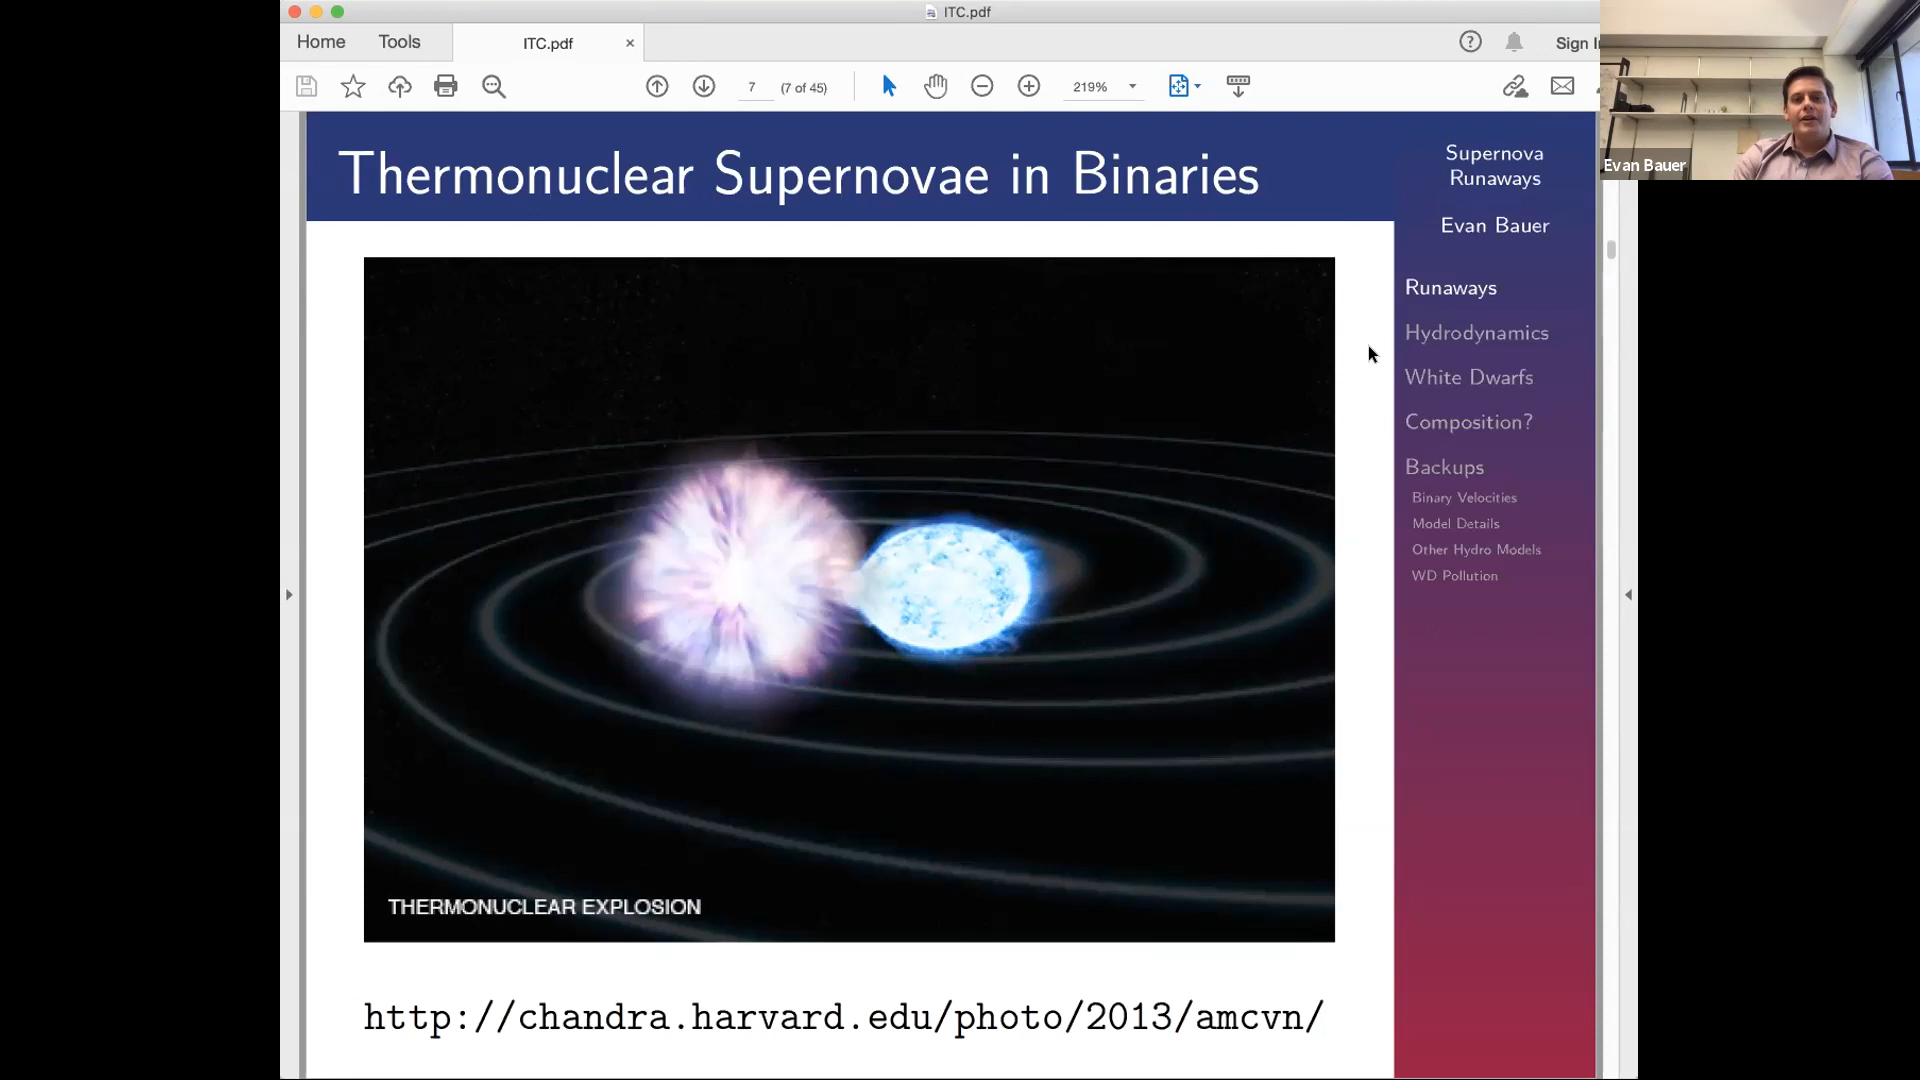 ITC.pdf
Home
Tools
ITC.pdf
7
(7 of 45)
219%
Evan Bauer
Thermonuclear Supernovae in Binaries
THERMONUCLEAR EXPLOSION
http://chandra.harvard.edu/photo/2013/amcvn/
Supernova
Runaways
Evan Bauer
Runaways
Hydrodynamics
White Dwarfs
Composition?
Backups
Binary Velocities
Model Details
Other Hydro Models
WD Pollution